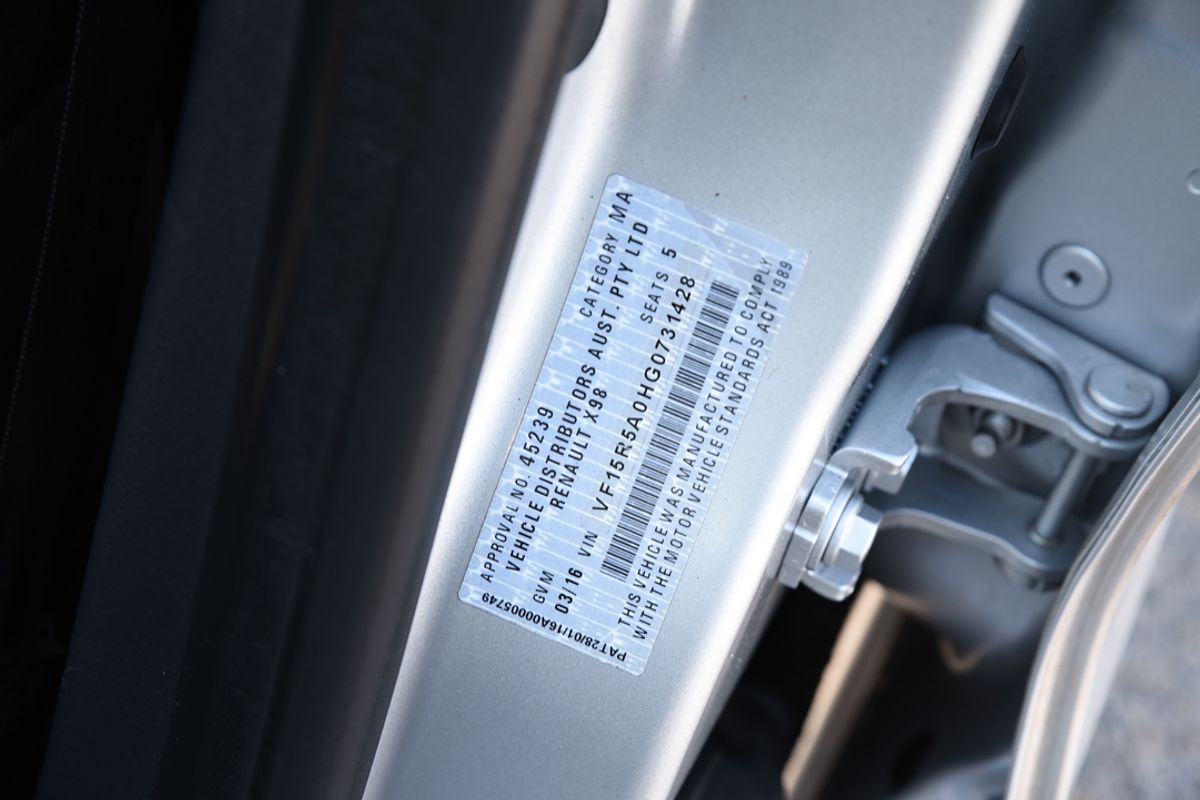 APPROVAL NO. 45239 CATEGORY MA
VEHICLE DISTRIBUTORS AUST. PTY LTD
RENAULT X98
GVM SEATS 5
03/16 VIN VF15R5A0HG0731428
THIS VEHICLE WAS MANUFACTURED TO COMPLY
WITH THE MOTOR VEHICLE STANDARDS ACT 1989
PAT28/01/16A00005749